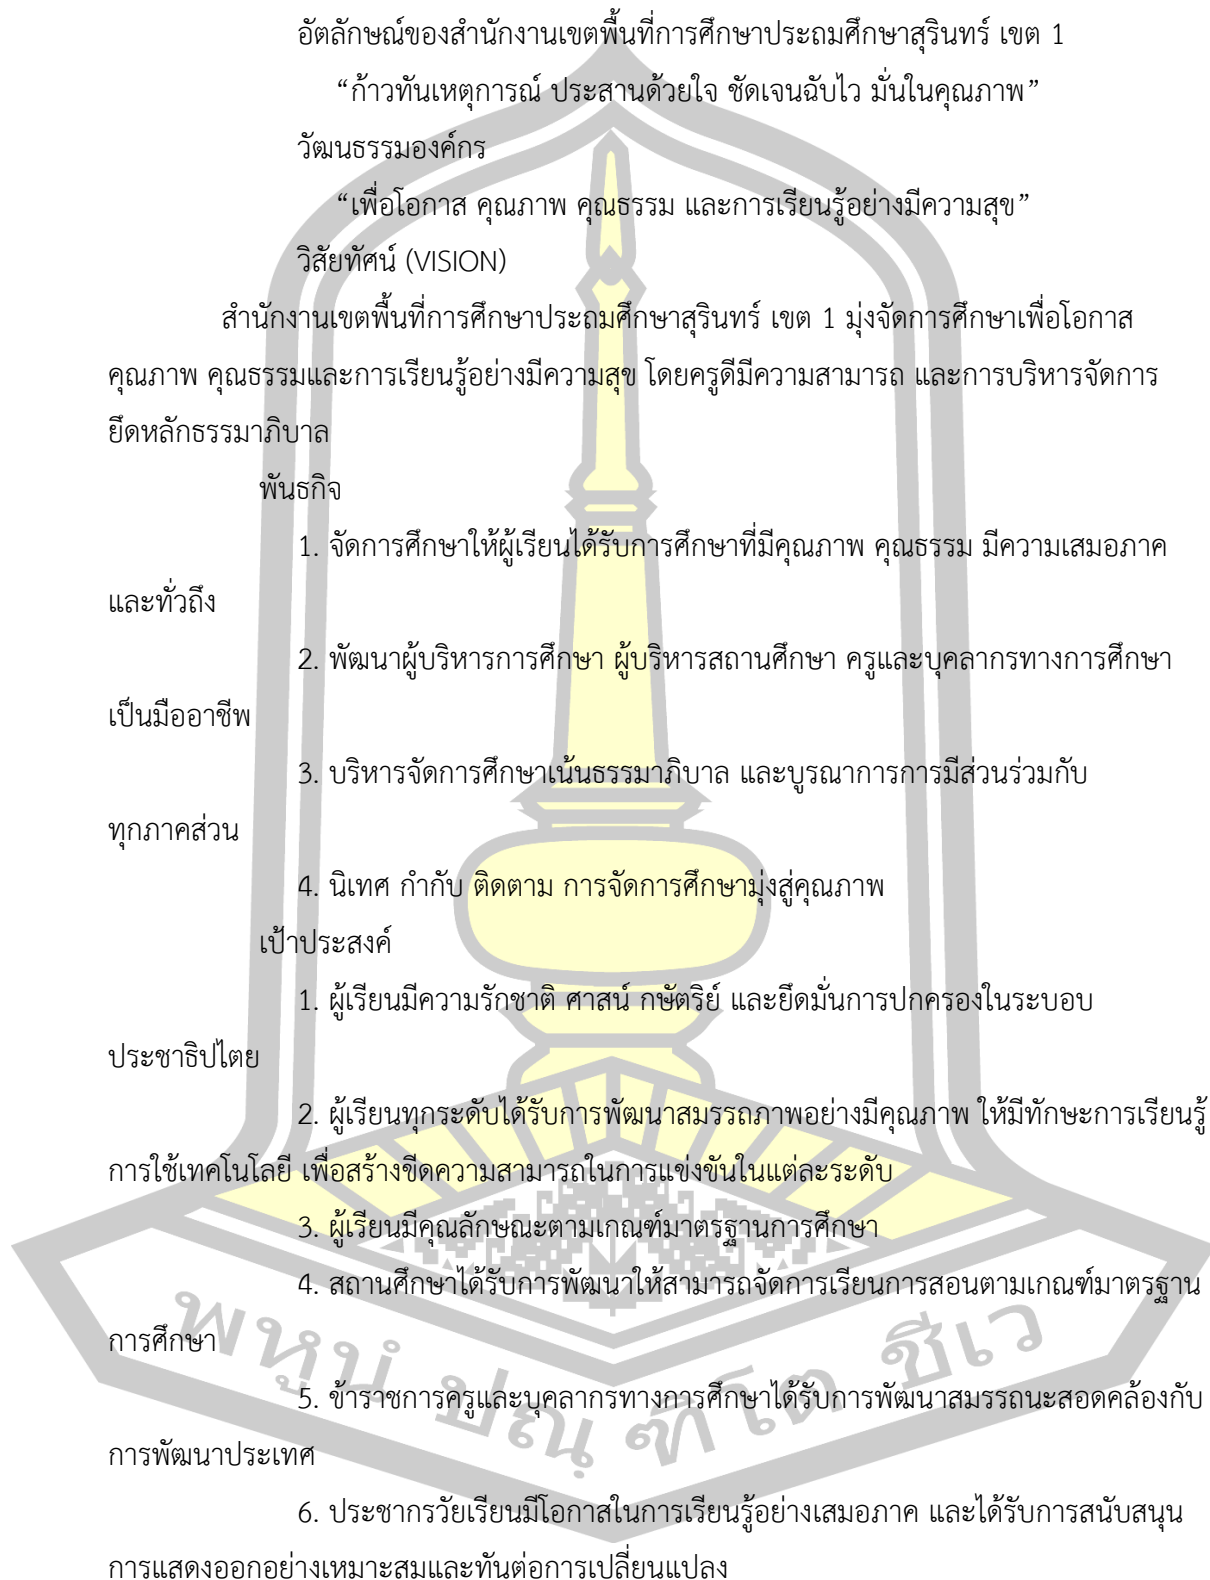 อัตลักษณ์ของสำนักงานเขตพื้นที่การศึกษาประถมศึกษาสุรินทร์ เขต 1
“ก้าวทันเหตุการณ์ ประสานด้วยใจ ชัดเจนฉับไว มั่นในคุณภาพ”
วัฒนธรรมองค์กร
“เพื่อโอกาส คุณภาพ คุณธรรม และการเรียนรู้อย่างมีความสุข”
วิสัยทัศน์ (VISION)
สำนักงานเขตพื้นที่การศึกษาประถมศึกษาสุรินทร์ เขต 1 มุ่งจัดการศึกษาเพื่อโอกาส
คุณภาพ คุณธรรมและการเรียนรู้อย่างมีความสุข โดยครูดีมีความสามารถ และการบริหารจัดการ
ยึดหลักธรรมาภิบาล
พันธกิจ
1. จัดการศึกษาให้ผู้เรียนได้รับการศึกษาที่มีคุณภาพ คุณธรรม มีความเสมอภาค
และทั่วถึง
2. พัฒนาผู้บริหารการศึกษา ผู้บริหารสถานศึกษา ครูและบุคลากรทางการศึกษา
เป็นมืออาชีพ
3. บริหารจัดการศึกษาเน้นธรรมาภิบาล และบูรณาการการมีส่วนร่วมกับ
ทุกภาคส่วน
4. นิเทศ กำกับ ติดตาม การจัดการศึกษามุ่งสู่คุณภาพ
เป้าประสงค์
1. ผู้เรียนมีความรักชาติ ศาสน์ กษัตริย์ และยึดมั่นการปกครองในระบอบ
ประชาธิปไตย
2. ผู้เรียนทุกระดับได้รับการพัฒนาสมรรถภาพอย่างมีคุณภาพ ให้มีทักษะการเรียนรู้
การใช้เทคโนโลยี เพื่อสร้างขีดความสามารถในการแข่งขันในแต่ละระดับ
3. ผู้เรียนมีคุณลักษณะตามเกณฑ์มาตรฐานการศึกษา
4. สถานศึกษาได้รับการพัฒนาให้สามารถจัดการเรียนการสอนตามเกณฑ์มาตรฐาน
การศึกษา
5. ข้าราชการครูและบุคลากรทางการศึกษาได้รับการพัฒนาสมรรถนะสอดคล้องกับ
การพัฒนาประเทศ
6. ประชากรวัยเรียนมีโอกาสในการเรียนรู้อย่างเสมอภาค และได้รับการสนับสนุน
การแสดงออกอย่างเหมาะสมและทันต่อการเปลี่ยนแปลง
พหูนํ ปณฺฑิโต ชีเว